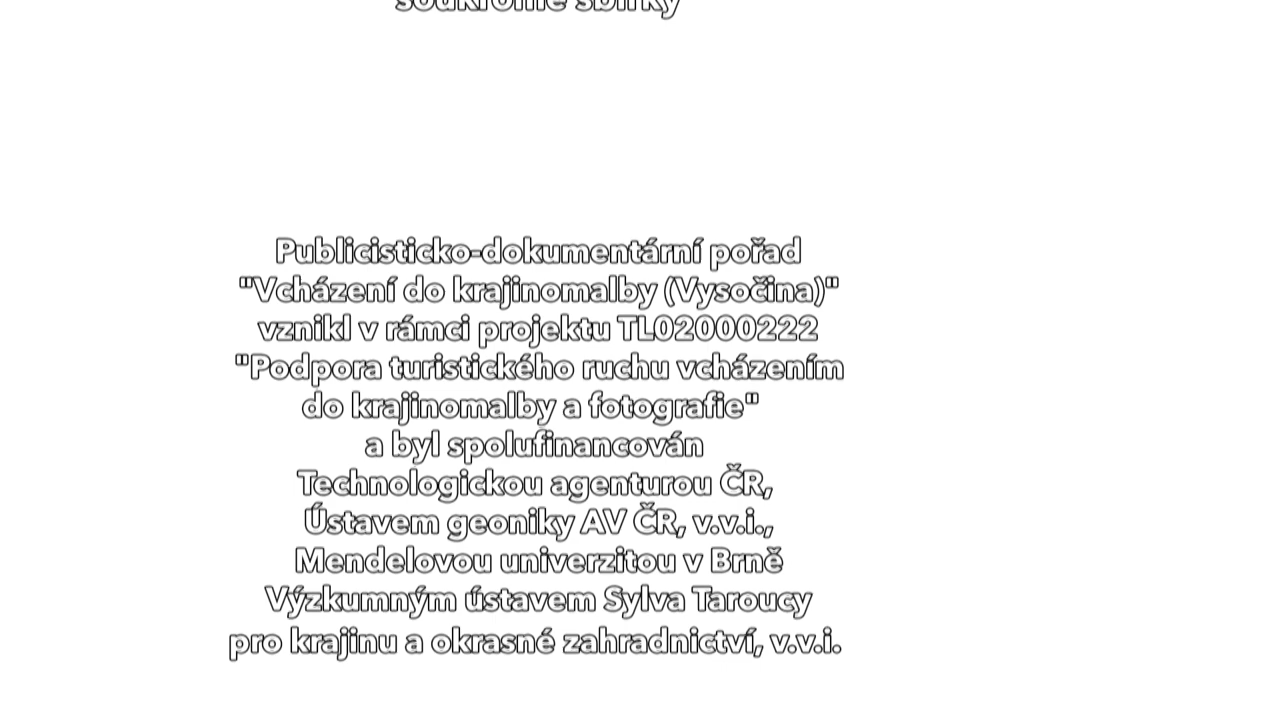 soukromé sbírky
Publicisticko-dokumentární pořad
"Vcházení do krajinomalby (Vysočina)"
vznikl v rámci projektu TL02000222
"Podpora turistického ruchu vcházením
do krajinomalby a fotografie"
a byl spolufinancován
Technologickou agenturou ČR,
Ústavem geoniky AV ČR, v.v.i.,
Mendelovou univerzitou v Brně
Výzkumným ústavem Sylva Taroucy
pro krajinu a okrasné zahradnictví, v.v.i.